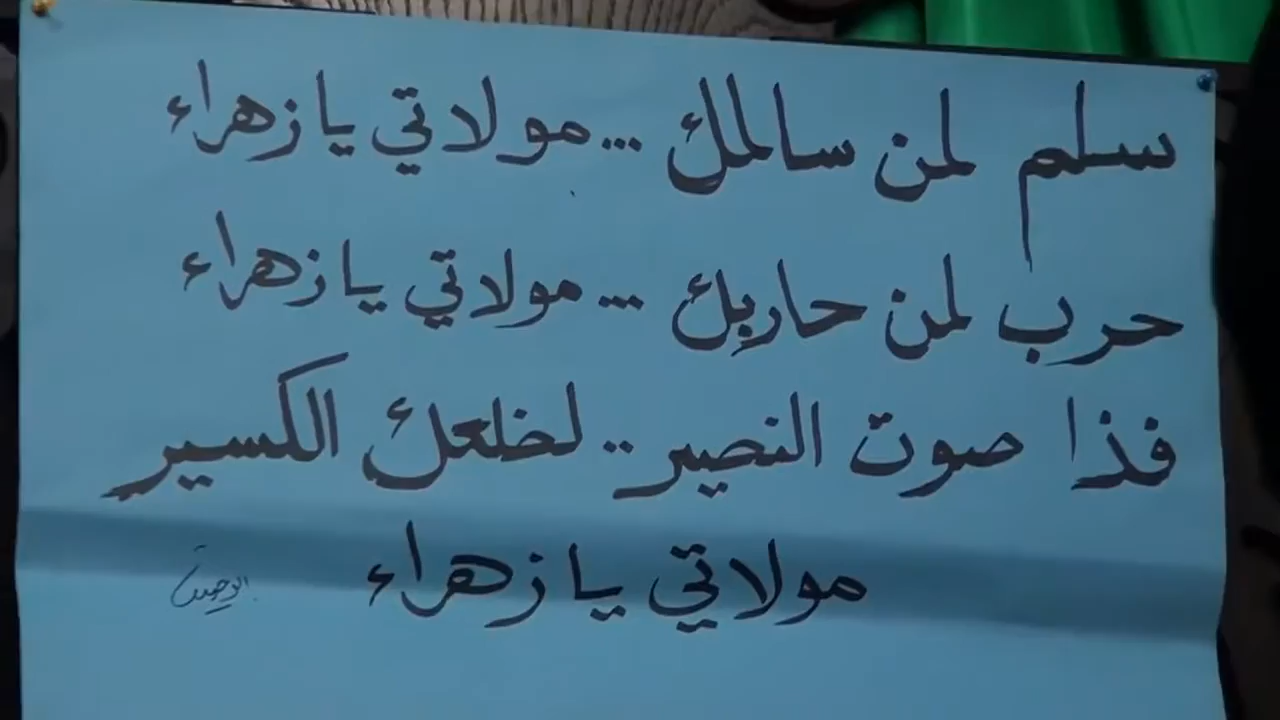 سلم لمن سالمك ... مولاتي يا زهراء
حرب لمن حاربك ... مولاتي يا زهراء
فذا صوت النصير .. لضلعك الكسير
مولاتي يا زهراء